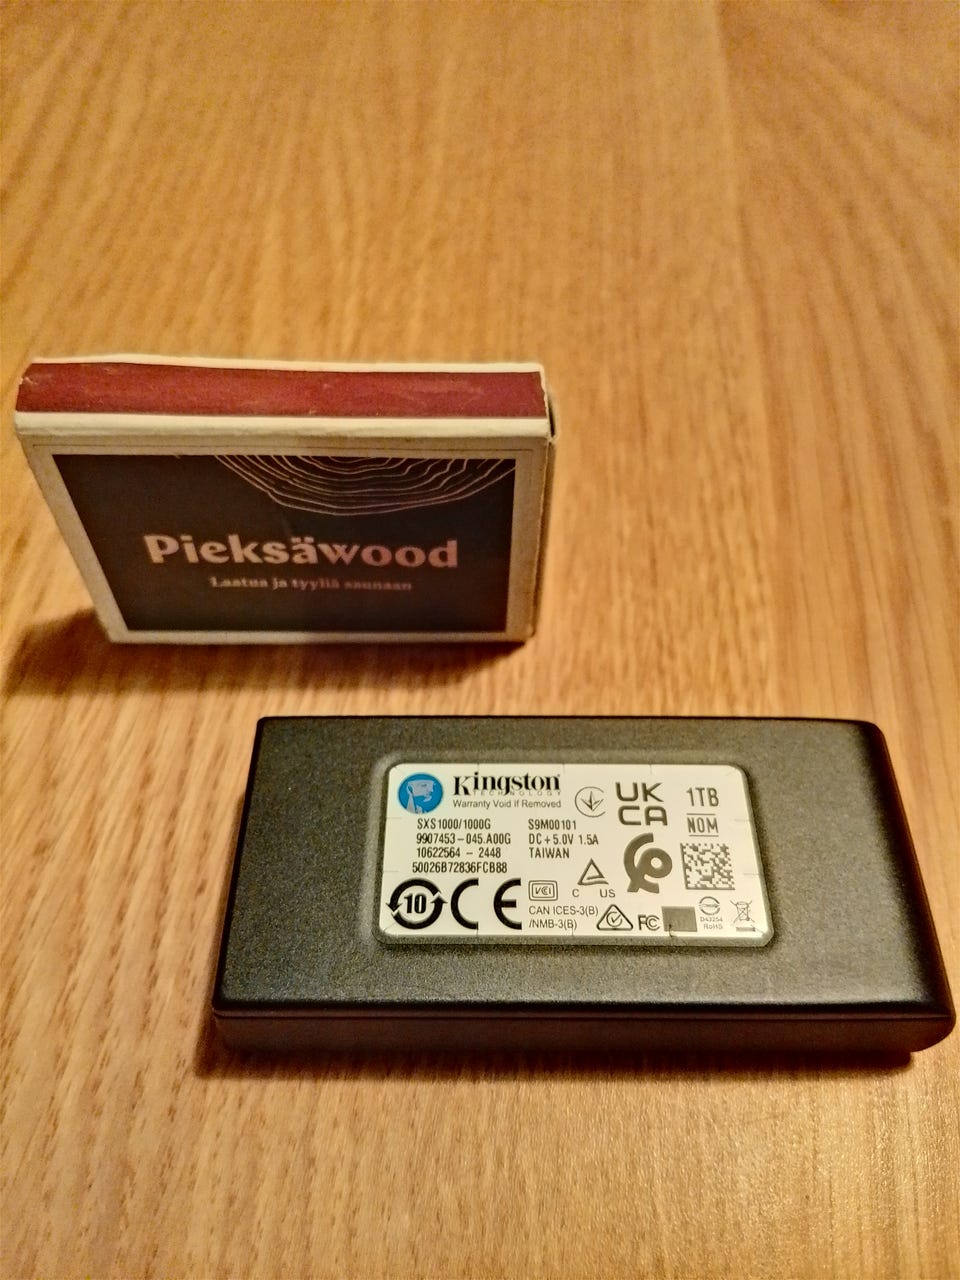 Pieksäwood
Laatua ja tyyliä saunaan
Kingston
TECHNOLOGY
Warranty Void If Removed
SXS1000/1000G
9907453-045.A00G
10622564 - 2448
50026B72836FCB88
S9M00101
DC+5.0V 1.5A
TAIWAN
UK
CA
1TB
NOM
10
CE
VCCI
C US
CAN ICES-3(B)
/NMB-3(B)
FC
D43254
RoHS